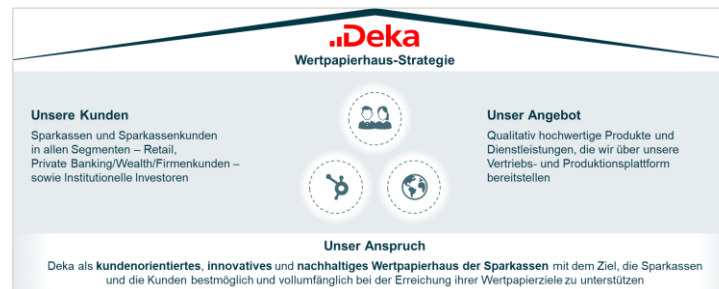 Deka
Wertpapierhaus-Strategie
Unsere Kunden
Sparkassen und Sparkassenkunden
in allen Segmenten – Retail,
Private Banking/Wealth/Firmenkunden –
sowie Institutionelle Investoren
Unser Angebot
Qualitativ hochwertige Produkte und
Dienstleistungen, die wir über unsere
Vertriebs- und Produktionsplattform
bereitstellen
Unser Anspruch
Deka als kundenorientiertes, innovatives und nachhaltiges Wertpapierhaus der Sparkassen mit dem Ziel, die Sparkassen
und die Kunden bestmöglich und vollumfänglich bei der Erreichung ihrer Wertpapierziele zu unterstützen